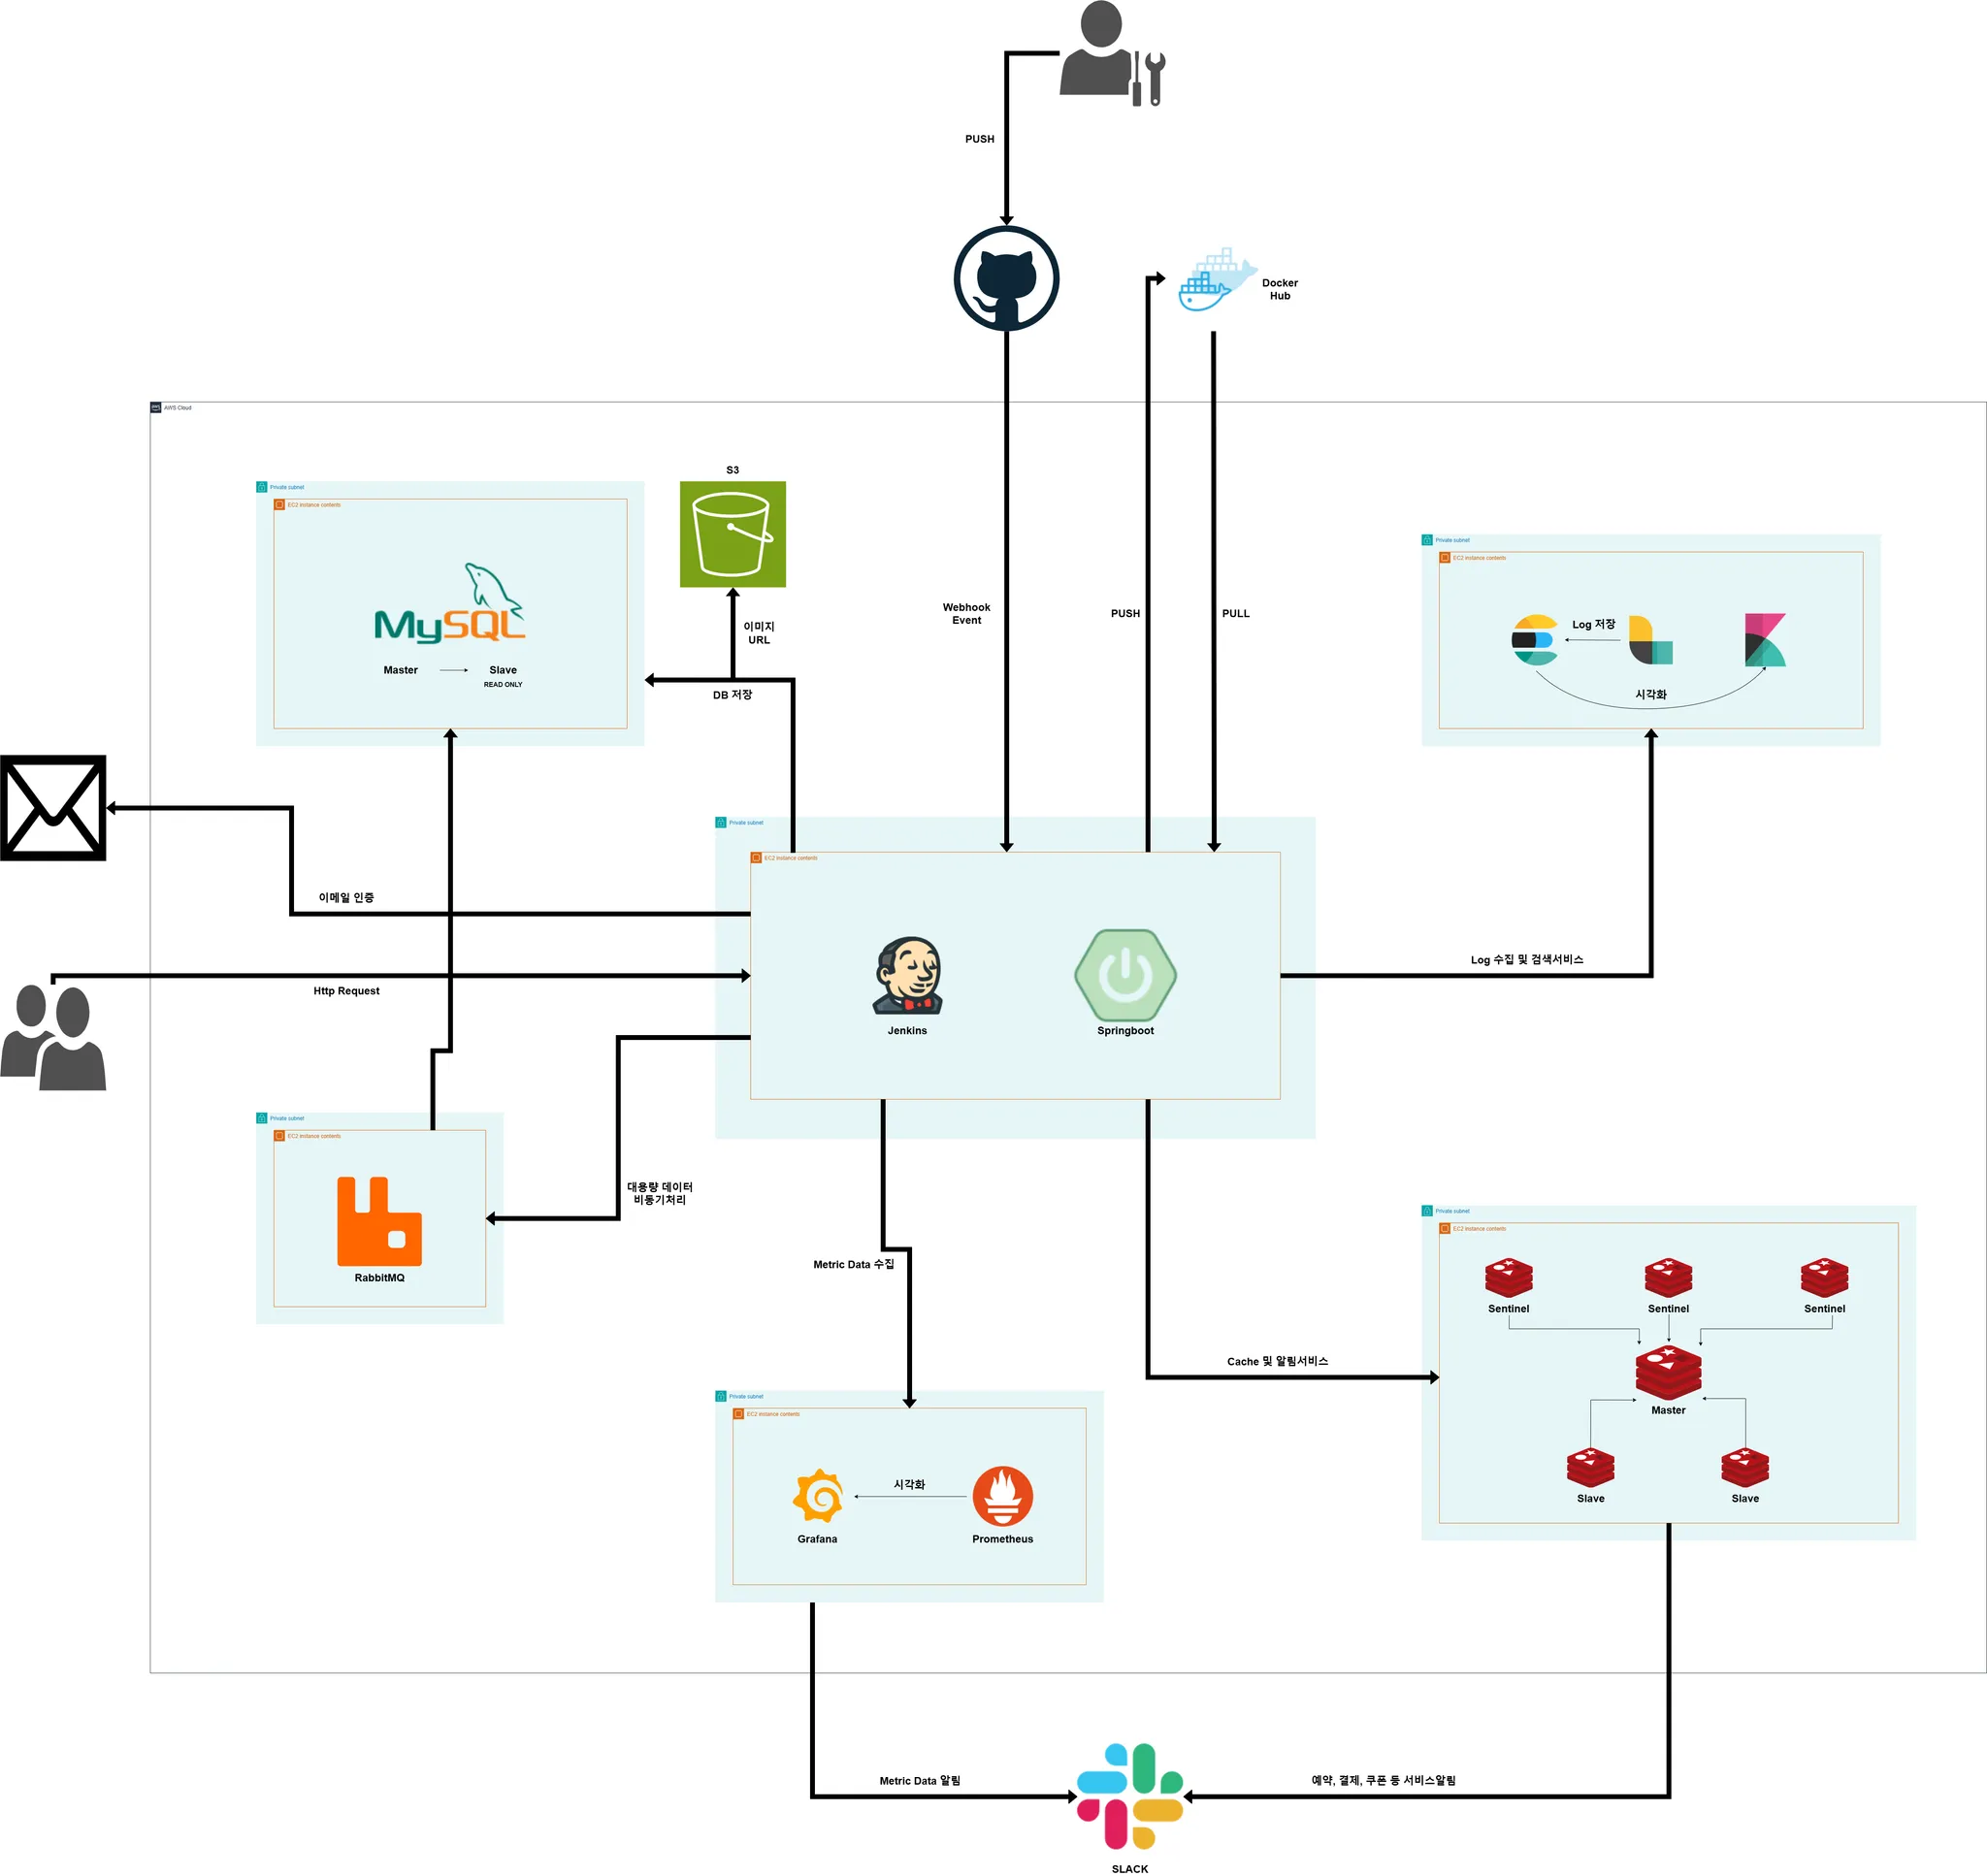 PUSH
Docker
Hub
aws
AWS Cloud
S3
Private subnet
EC2 instance contents
MySQL
Master
Slave
READ ONLY
이미지
URL
DB 저장
Webhook
Event
PUSH
PULL
Private subnet
EC2 instance contents
Log 저장
시각화
Private subnet
EC2 instance contents
이메일 인증
Http Request
Jenkins
Springboot
Log 수집 및 검색서비스
Private subnet
EC2 instance contents
RabbitMQ
대용량 데이터
비동기처리
Metric Data 수집
Cache 및 알림서비스
Private subnet
EC2 instance contents
Sentinel
Sentinel
Sentinel
Master
Slave
Slave
Private subnet
EC2 instance contents
시각화
Grafana
Prometheus
Metric Data 알림
예약, 결제, 쿠폰 등 서비스알림
SLACK